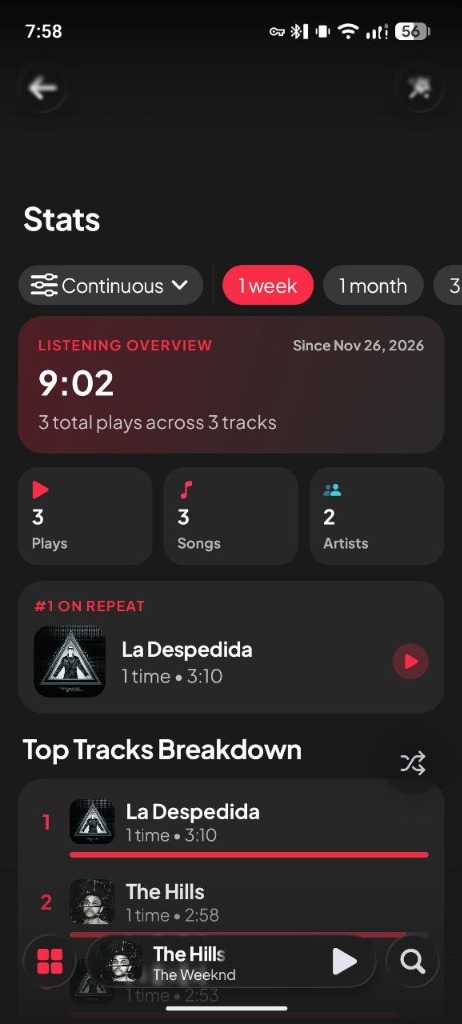 7:58
56
Stats
Continuous
1 week
1 month
3
LISTENING OVERVIEW
Since Nov 26, 2026
9:02
3 total plays across 3 tracks
3
Plays
3
Songs
2
Artists
#1 ON REPEAT
La Despedida
1 time • 3:10
Top Tracks Breakdown
1
La Despedida
1 time • 3:10
2
The Hills
1 time • 2:58
The Hills
The Weeknd
1 time • 2:53